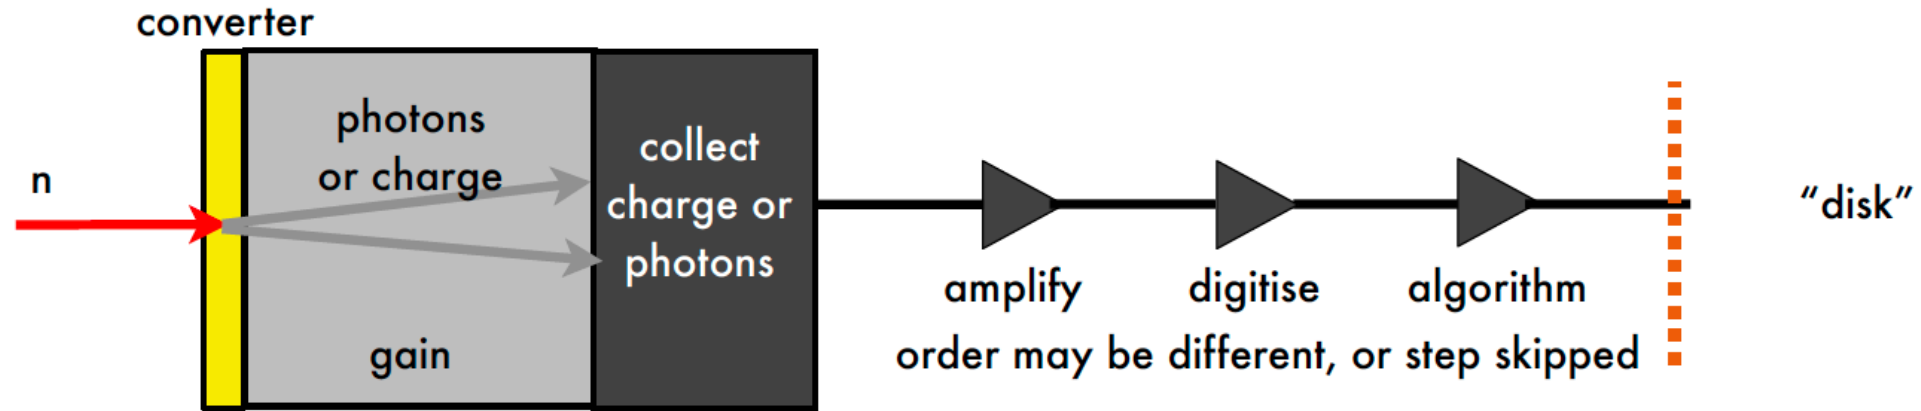 converter
n
photons
or charge
gain
collect
charge or
photons
amplify
digitise
algorithm
order may be different, or step skipped
“disk”